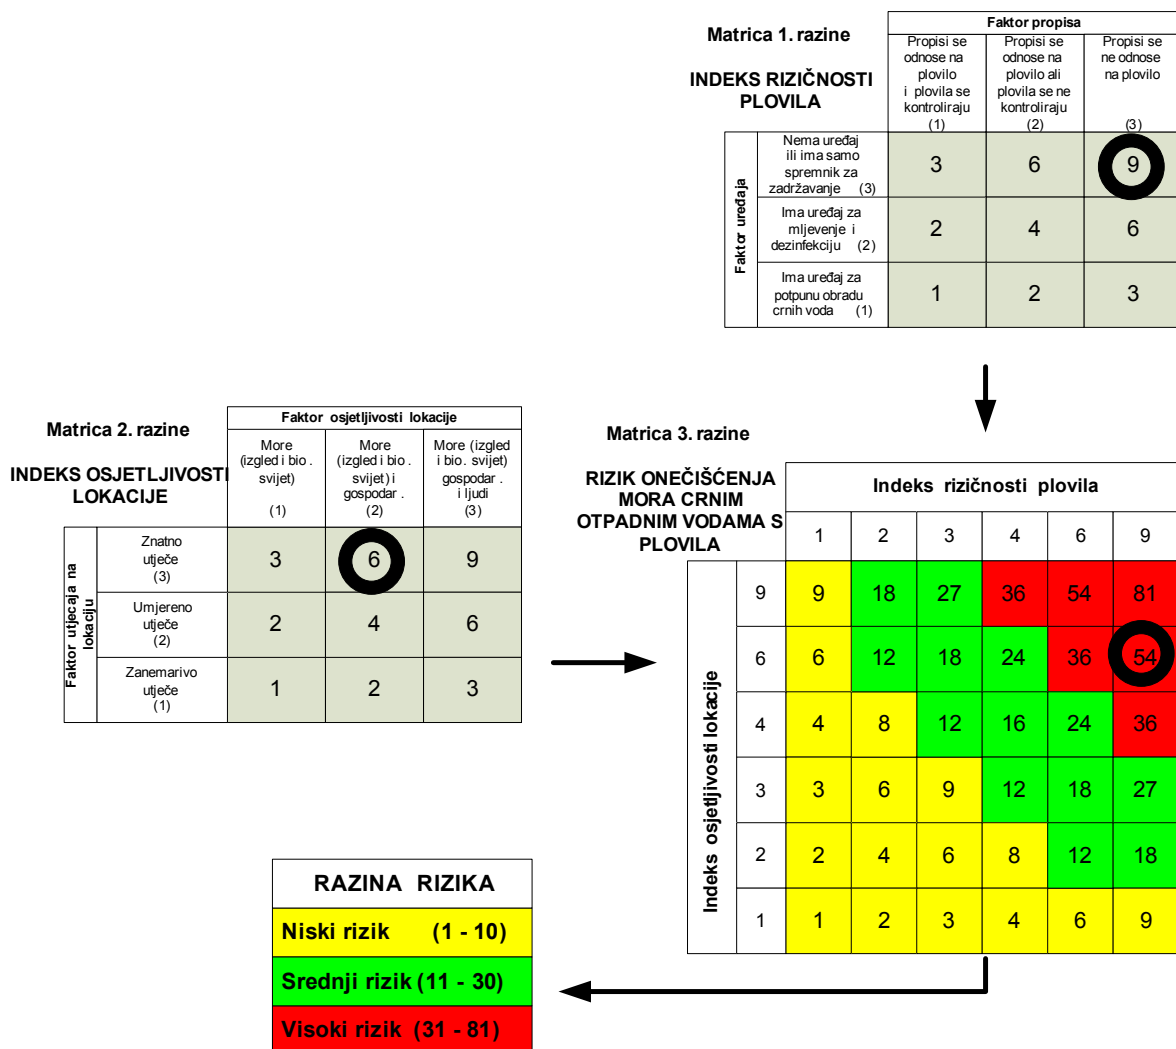 Matrica 1. razine
INDEKS RIZIČNOSTI
PLOVILA
Faktor propisa
Propisi se
odnose na
plovilo
i plovila se
kontroliraju
(1)
Propisi se
odnose na
plovilo ali
plovila se ne
kontroliraju
(2)
Propisi se
ne odnose
na plovilo
(3)
Faktor uređaja
Nema uređaj
ili ima samo
spremnik za
zadržavanje (3)
3 6 9
Ima uređaj za
mljevenje i
dezinfekciju (2)
2 4 6
Ima uređaj za
potpunu obradu
crnih voda (1)
1 2 3
Matrica 2. razine
INDEKS OSJETLJIVOSTI
LOKACIJE
Faktor osjetljivosti lokacije
More
(izgled i bio.
svijet)
(1)
More
(izgled i bio.
svijet) i
gospodar.
(2)
More (izgled
i bio. svijet)
gospodar.
i ljudi
(3)
Faktor utjecaja na
lokaciju
Znatno
utječe
(3)
3 6 9
Umjereno
utječe
(2)
2 4 6
Zanemarivo
utječe
(1)
1 2 3
Matrica 3. razine
RIZIK ONEČIŠĆENJA
MORA CRNIM
OTPADNIM VODAMA S
PLOVILA
Indeks rizičnosti plovila
1 2 3 4 6 9
Indeks osjetljivosti lokacije
9 9 18 27 36 54 81
6 6 12 18 24 36 54
4 4 8 12 16 24 36
3 3 6 9 12 18 27
2 2 4 6 8 12 18
1 1 2 3 4 6 9
RAZINA RIZIKA
Niski rizik (1 - 10)
Srednji rizik (11 - 30)
Visoki rizik (31 - 81)